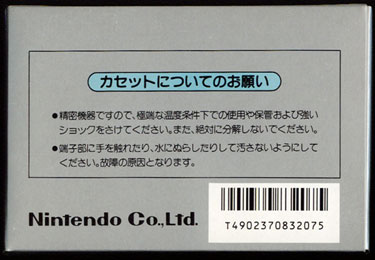 カセットについてのお願い
●精密機器ですので、極端な温度条件下での使用や保管および強い
ショックをさけてください。また、絶対に分解しないでください。
●端子部に手を触れたり、水にぬらしたりして汚さないようにして
ください。故障の原因となります。
Nintendo Co.,Ltd.
T4902370832075